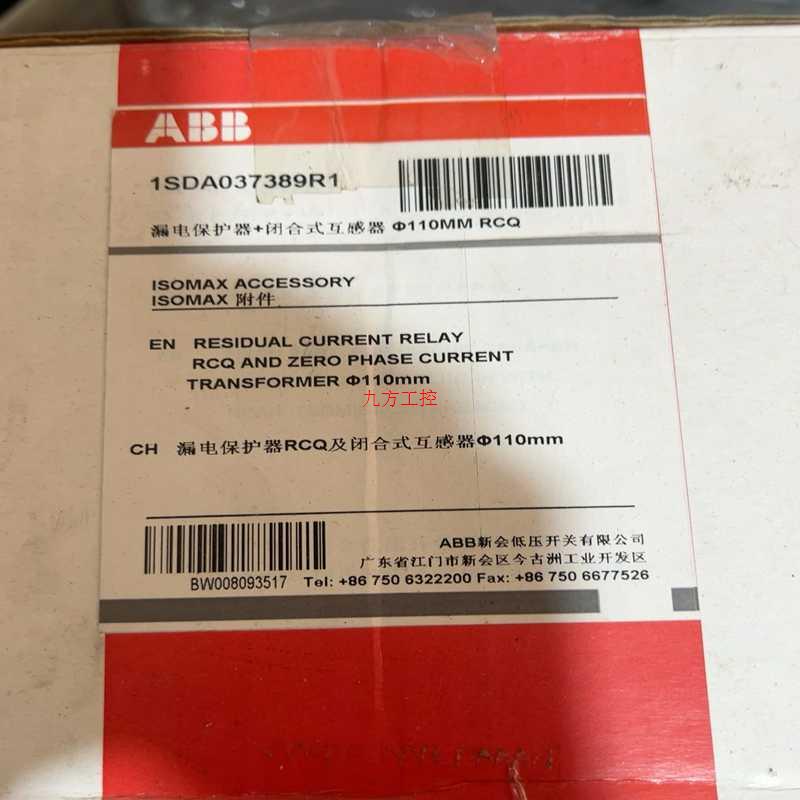 ABB
1SDA037389R1
漏电保护器+闭合式互感器 Φ110MM RCQ
ISOMAX ACCESSORY
ISOMAX 附件
EN RESIDUAL CURRENT RELAY
RCQ AND ZERO PHASE CURRENT
TRANSFORMER Φ110mm
九方工控
CH 漏电保护器RCQ及闭合式互感器Φ110mm
ABB新会低压开关有限公司
广东省江门市新会区今古洲工业开发区
BW008093517 Tel: +86 750 6322200 Fax: +86 750 6677526